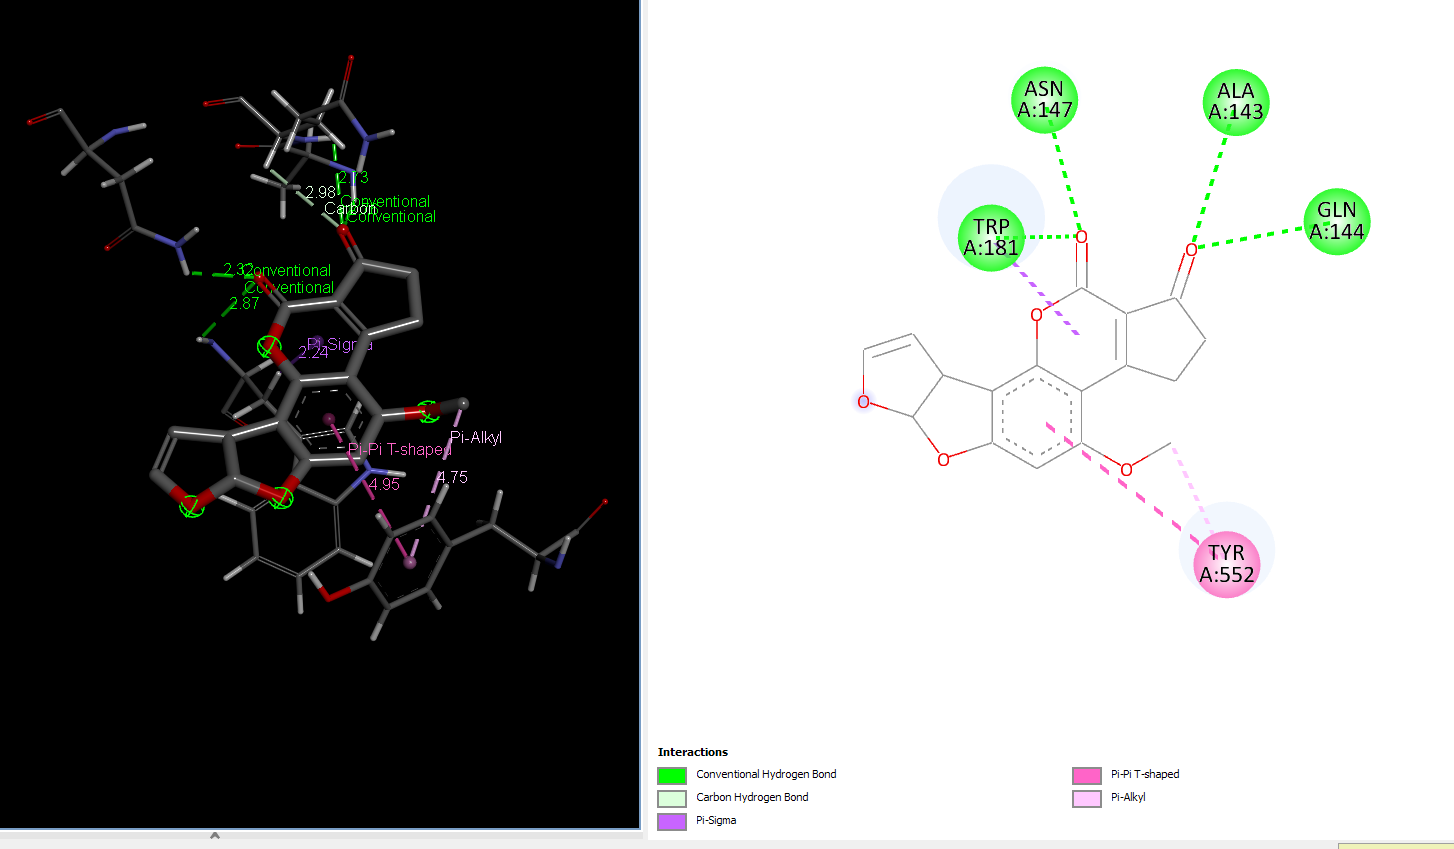 2.73
2.98
Conventional
Carbon
Conventional
2.32
Conventional
Conventional
2.87
Pi-Sigma
2.24
Pi-Alkyl
Pi-Pi T-shaped
4.75
4.95
ASN
A:147
ALA
A:143
TRP
A:181
GLN
A:144
O
O
O
O
O
O
TYR
A:552
Interactions
Conventional Hydrogen Bond
Carbon Hydrogen Bond
Pi-Sigma
Pi-Pi T-shaped
Pi-Alkyl